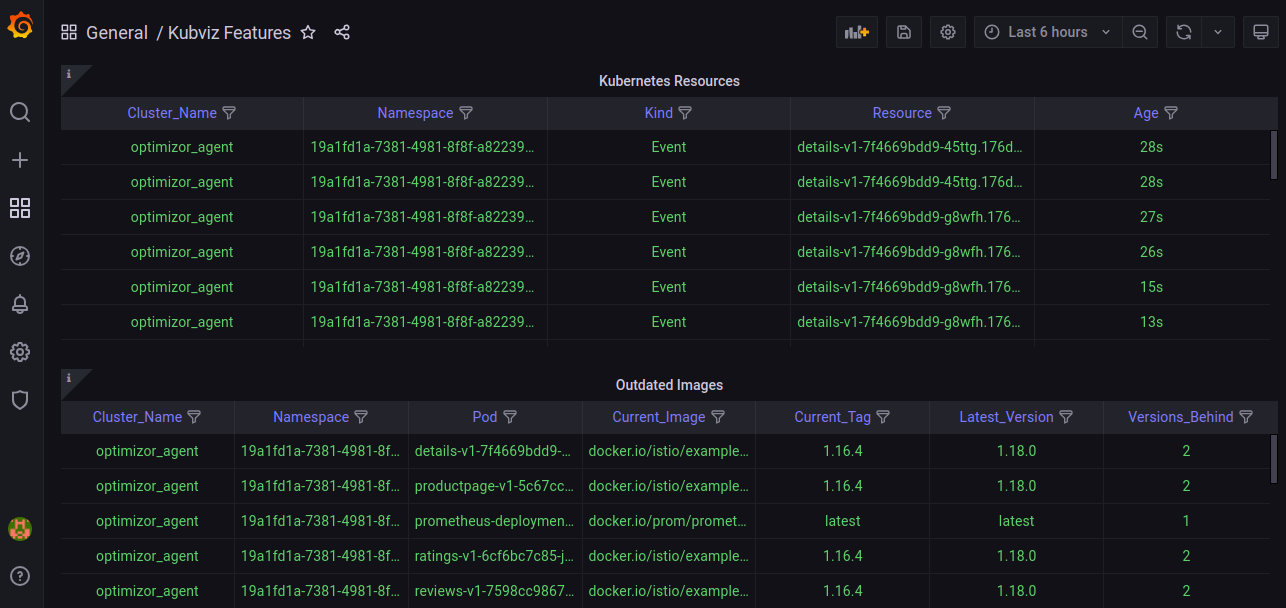 General / Kubviz Features
Last 6 hours
i
Kubernetes Resources
Cluster_Name Namespace Kind Resource Age
optimizor_agent 19a1fd1a-7381-4981-8f8f-a82239... Event details-v1-7f4669bdd9-45ttg.176d... 28s
optimizor_agent 19a1fd1a-7381-4981-8f8f-a82239... Event details-v1-7f4669bdd9-45ttg.176d... 28s
optimizor_agent 19a1fd1a-7381-4981-8f8f-a82239... Event details-v1-7f4669bdd9-g8wfh.176... 27s
optimizor_agent 19a1fd1a-7381-4981-8f8f-a82239... Event details-v1-7f4669bdd9-g8wfh.176... 26s
optimizor_agent 19a1fd1a-7381-4981-8f8f-a82239... Event details-v1-7f4669bdd9-g8wfh.176... 15s
optimizor_agent 19a1fd1a-7381-4981-8f8f-a82239... Event details-v1-7f4669bdd9-g8wfh.176... 13s
i
Outdated Images
Cluster_Name Namespace Pod Current_Image Current_Tag Latest_Version Versions_Behind
optimizor_agent 19a1fd1a-7381-4981-8f... details-v1-7f4669bdd9-... docker.io/istio/example... 1.16.4 1.18.0 2
optimizor_agent 19a1fd1a-7381-4981-8f... productpage-v1-5c67cc... docker.io/istio/example... 1.16.4 1.18.0 2
optimizor_agent 19a1fd1a-7381-4981-8f... prometheus-deploymen... docker.io/prom/promet... latest latest 1
optimizor_agent 19a1fd1a-7381-4981-8f... ratings-v1-6cf6bc7c85-j... docker.io/istio/example... 1.16.4 1.18.0 2
optimizor_agent 19a1fd1a-7381-4981-8f... reviews-v1-7598cc9867... docker.io/istio/example... 1.16.4 1.18.0 2